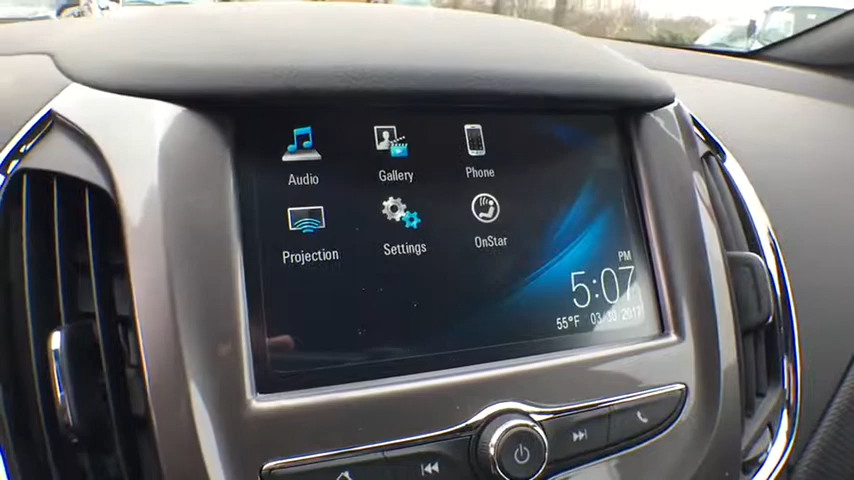 Audio
Gallery
Phone
Projection
Settings
OnStar
PM
5:07
55°F 03/30/2017